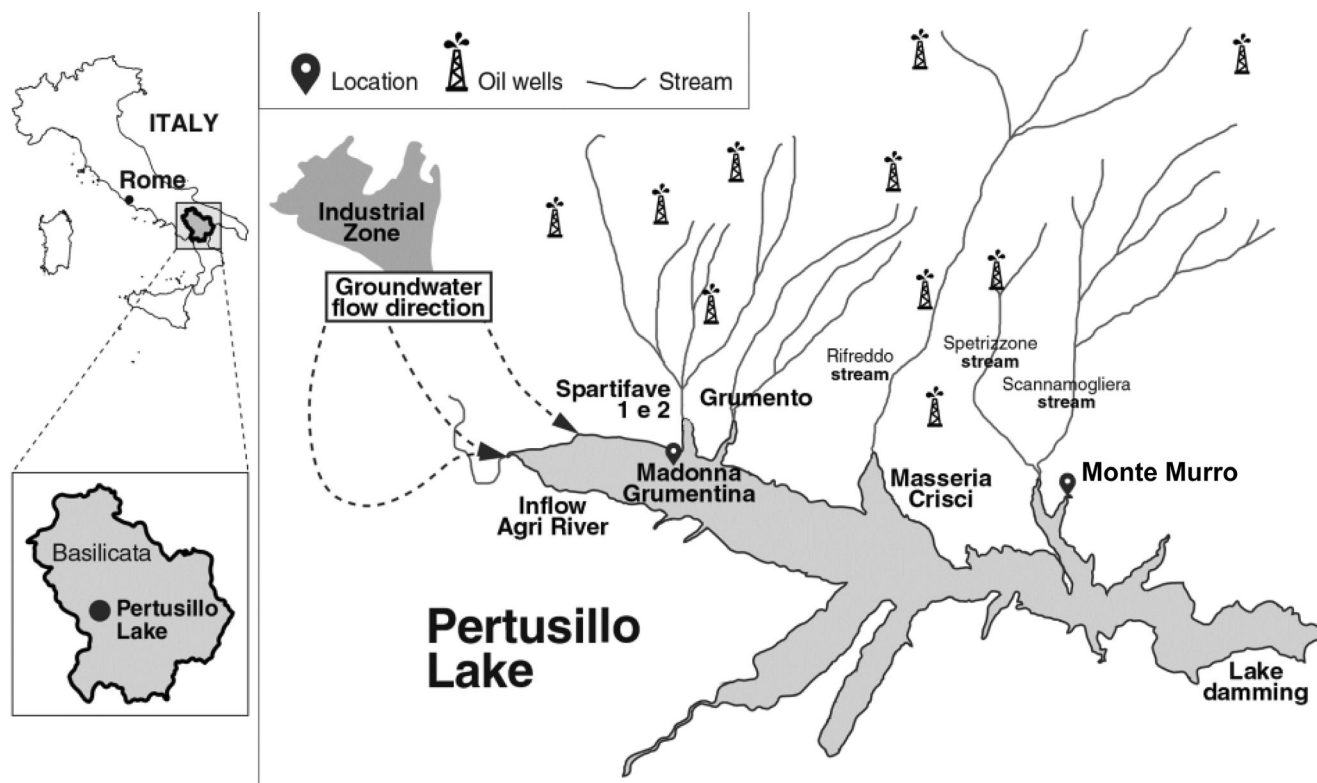 ITALY
Rome
Basilicata
Pertusillo
Lake
Location
Oil wells
Stream
Industrial
Zone
Groundwater
flow direction
Spartifave
1 e 2
Grumento
Rifreddo
stream
Spetrizzone
stream
Scannamogliera
stream
Madonna
Grumentina
Masseria
Crisci
Monte Murro
Inflow
Agri River
Pertusillo
Lake
Lake
damming